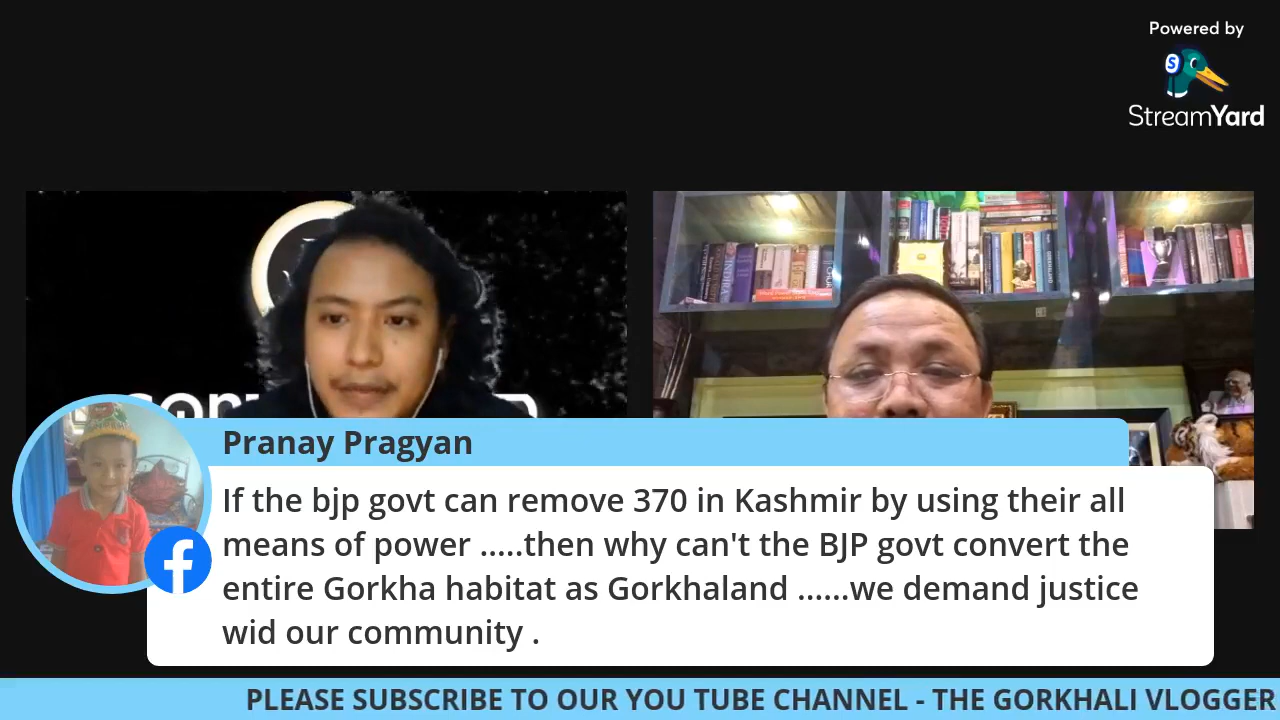 Powered by
StreamYard
Pranay Pragyan
If the bjp govt can remove 370 in Kashmir by using their all
means of power .....then why can't the BJP govt convert the
entire Gorkha habitat as Gorkhaland ......we demand justice
wid our community .
PLEASE SUBSCRIBE TO OUR YOU TUBE CHANNEL - THE GORKHALI VLOGGER